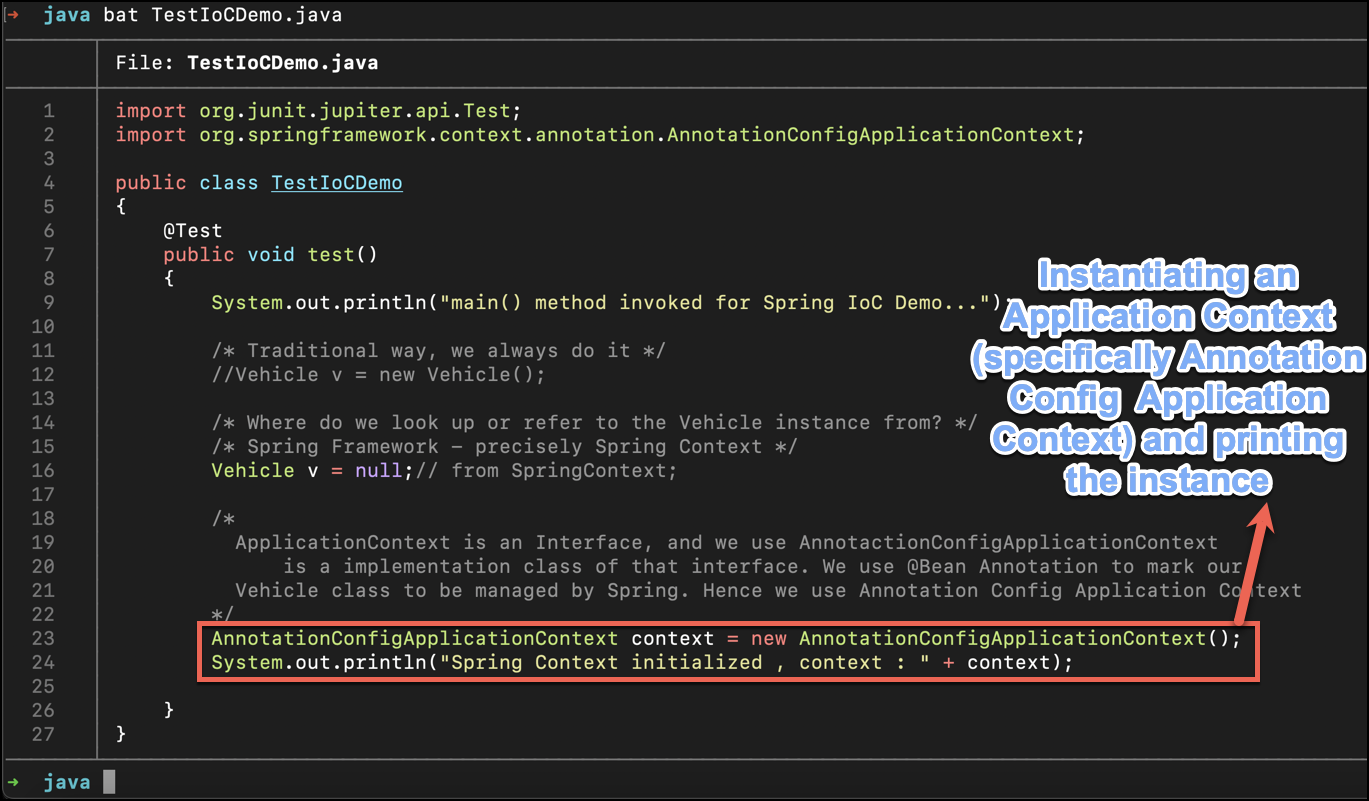 → java bat TestIoCDemo.java
File: TestIoCDemo.java
1 import org.junit.jupiter.api.Test;
2 import org.springframework.context.annotation.AnnotationConfigApplicationContext;
3
4 public class TestIoCDemo
5 {
6 @Test
7 public void test()
8 {
9 System.out.println("main() method invoked for Spring IoC Demo...");
10
11 /* Traditional way, we always do it */
12 //Vehicle v = new Vehicle();
13
14 /* Where do we look up or refer to the Vehicle instance from? */
15 /* Spring Framework – precisely Spring Context */
16 Vehicle v = null;// from SpringContext;
17
18 /*
19 ApplicationContext is an Interface, and we use AnnotactionConfigApplicationContext
20 is a implementation class of that interface. We use @Bean Annotation to mark our
21 Vehicle class to be managed by Spring. Hence we use Annotation Config Application Context
22 */
23 AnnotationConfigApplicationContext context = new AnnotationConfigApplicationContext();
24 System.out.println("Spring Context initialized , context : " + context);
25
26 }
27 }
Instantiating an
Application Context
(specifically Annotation
Config Application
Context) and printing
the instance
→ java